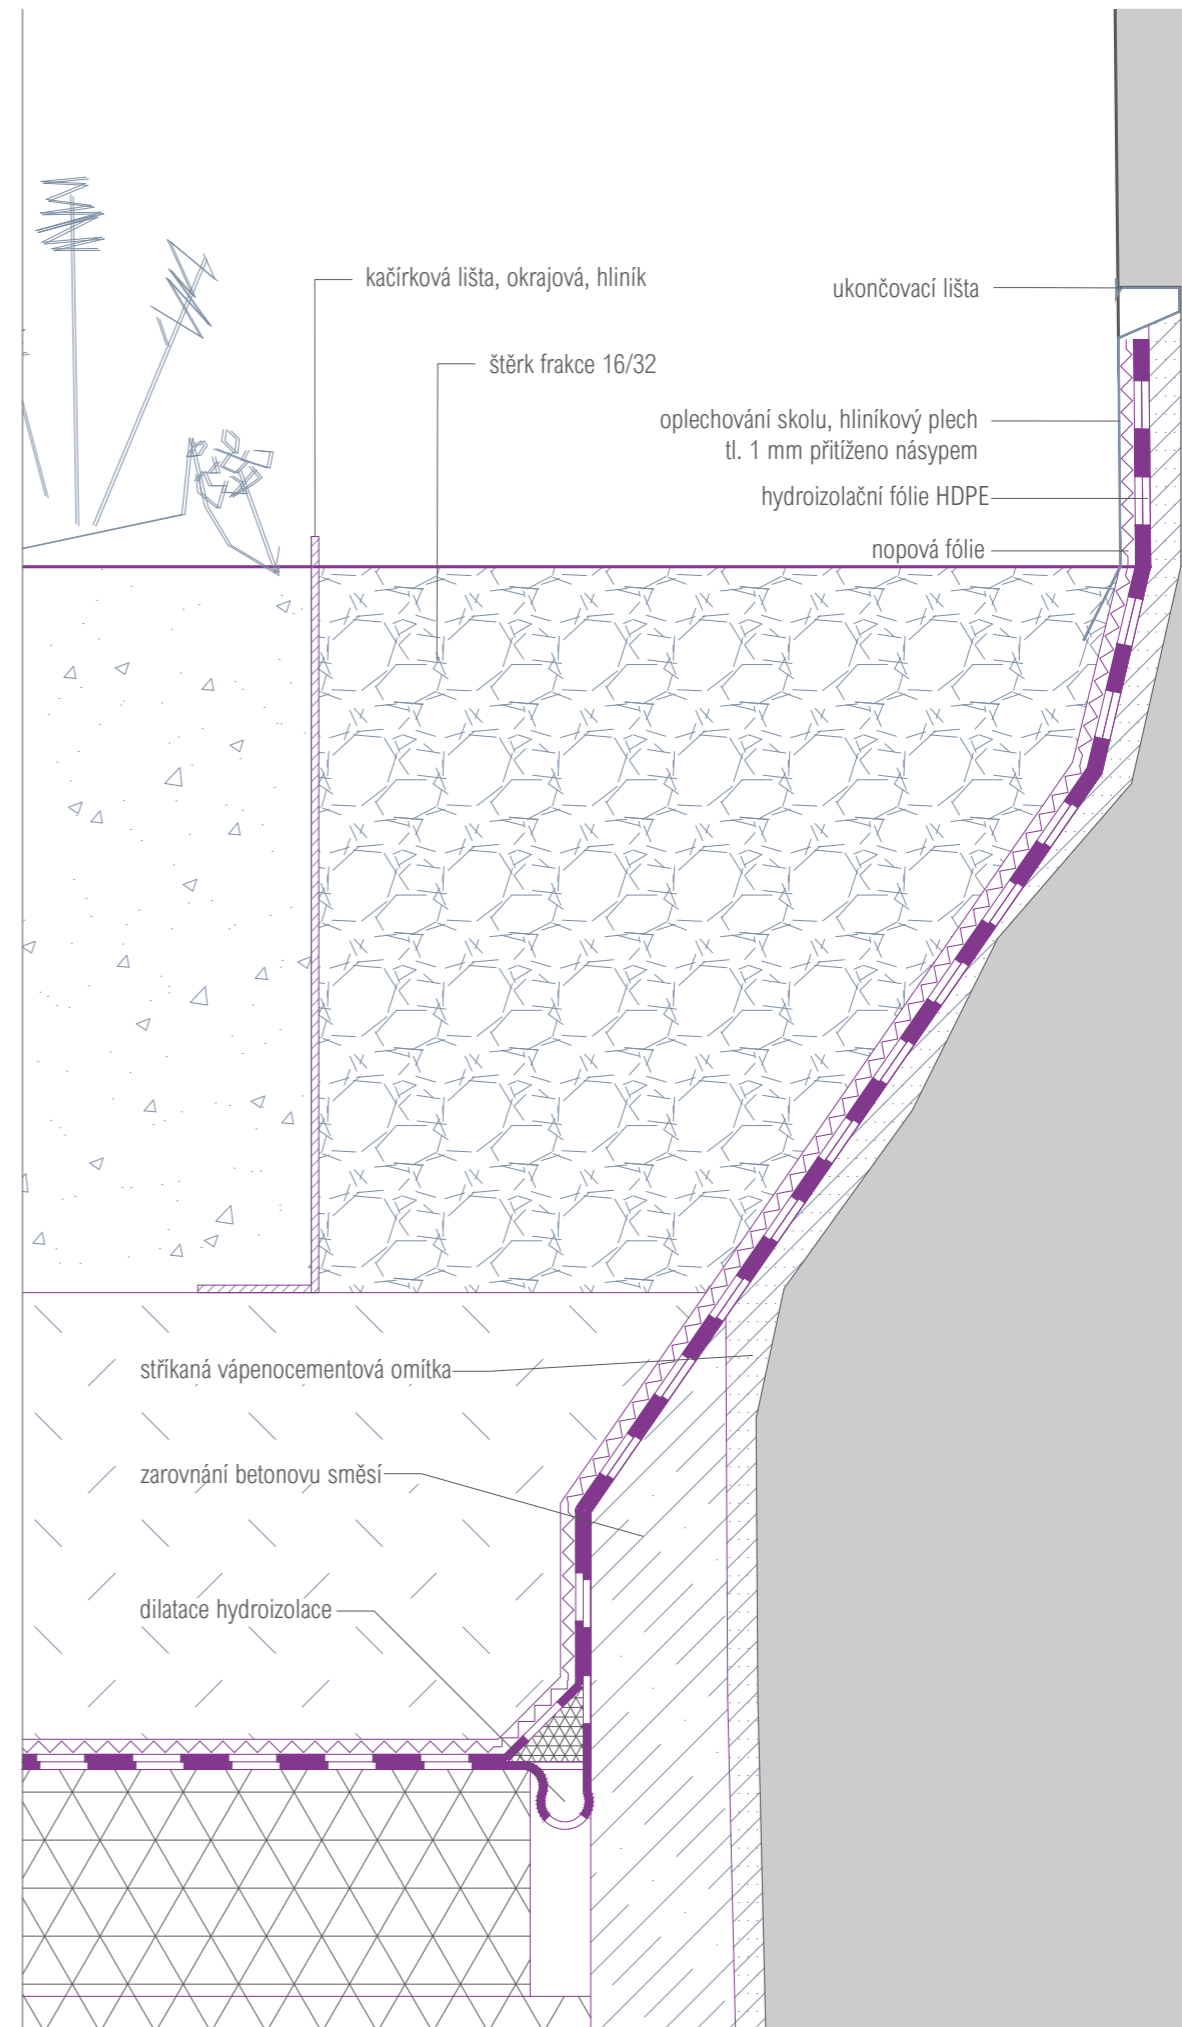 kačírková lišta, okrajová, hliník
ukončovací lišta
štěrk frakce 16/32
oplechování skolu, hliníkový plech
tl. 1 mm přitíženo násypem
hydroizolační fólie HDPE
nopová fólie
stříkaná vápenocementová omítka
zarovnání betonovu směsí
dilatace hydroizolace